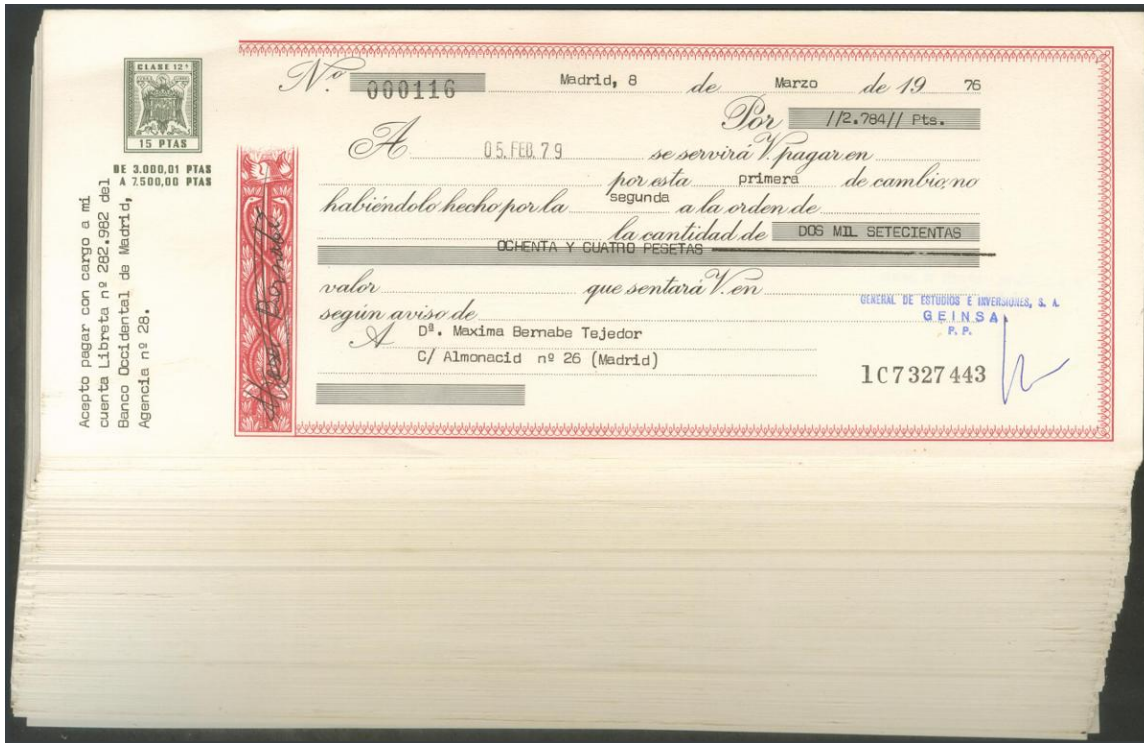 CLASE 12ª
15 PTAS
DE 3.000,01 PTAS
A 7.500,00 PTAS
Acepto pagar con cargo a mi
cuenta Libreta nº 282.982 del
Banco Occidental de Madrid,
Agencia nº 28.
Nº 000116 Madrid, 8 de Marzo de 19 76
Por //2.784// Pts.
A 05. FEB. 79 se servirá V. pagar en
por esta primera de cambio, no
habiéndolo hecho por la segunda a la orden de
la cantidad de DOS MIL SETECIENTAS
OCHENTA Y CUATRO PESETAS
valor que sentará V. en
según aviso de
GENERAL DE ESTUDIOS E INVERSIONES, S. A.
GEINSA
P. P.
A Dª. Maxima Bernabe Tejedor
C/ Almonacid nº 26 (Madrid)
1C7327443